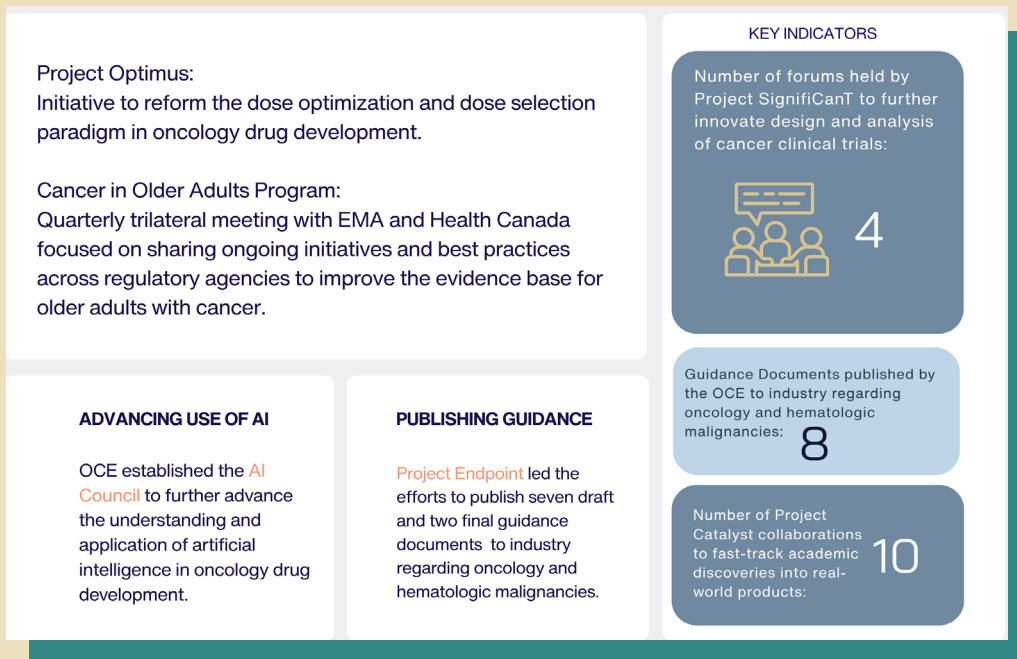 Project Optimus:
Initiative to reform the dose optimization and dose selection
paradigm in oncology drug development.
Cancer in Older Adults Program:
Quarterly trilateral meeting with EMA and Health Canada
focused on sharing ongoing initiatives and best practices
across regulatory agencies to improve the evidence base for
older adults with cancer.
ADVANCING USE OF AI
OCE established the AI
Council to further advance
the understanding and
application of artificial
intelligence in oncology drug
development.
PUBLISHING GUIDANCE
Project Endpoint led the
efforts to publish seven draft
and two final guidance
documents to industry
regarding oncology and
hematologic malignancies.
KEY INDICATORS
Number of forums held by
Project SignifiCanT to further
innovate design and analysis
of cancer clinical trials:
4
Guidance Documents published by
the OCE to industry regarding
oncology and hematologic
malignancies:
8
Number of Project
Catalyst collaborations
to fast-track academic
discoveries into real-
world products:
10